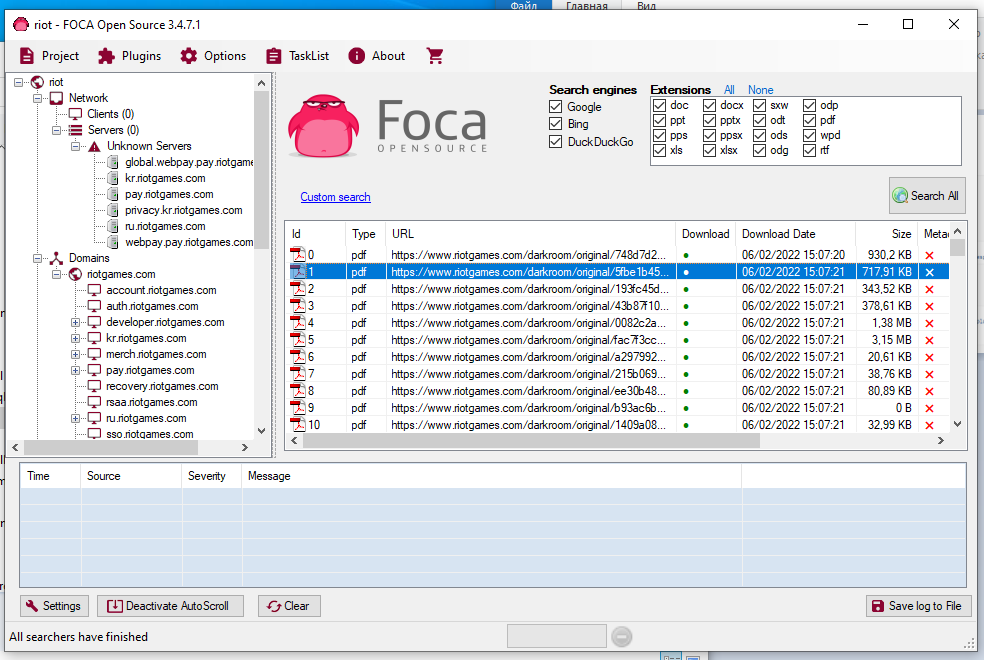 Файл Главная Вид
riot - FOCA Open Source 3.4.7.1
Project Plugins Options TaskList About
riot
Network
Clients (0)
Servers (0)
Unknown Servers
global.webpay.pay.riotgame
kr.riotgames.com
pay.riotgames.com
privacy.kr.riotgames.com
ru.riotgames.com
webpay.pay.riotgames.com
Domains
riotgames.com
account.riotgames.com
auth.riotgames.com
developer.riotgames.com
kr.riotgames.com
merch.riotgames.com
pay.riotgames.com
recovery.riotgames.com
rsaa.riotgames.com
ru.riotgames.com
sso.riotgames.com
Foca
OPENSOURCE
Search engines
Google
Bing
DuckDuckGo
Extensions All None
doc docx sxw odp
ppt pptx odt pdf
pps ppsx ods wpd
xls xlsx odg rtf
Custom search
Search All
Id Type URL Download Download Date Size Metad
0 pdf https://www.riotgames.com/darkroom/original/748d7d2... 06/02/2022 15:07:20 930,2 KB
1 pdf https://www.riotgames.com/darkroom/original/5fbe1b45... 06/02/2022 15:07:21 717,91 KB
2 pdf https://www.riotgames.com/darkroom/original/193fc45d... 06/02/2022 15:07:21 343,52 KB
3 pdf https://www.riotgames.com/darkroom/original/43b87f10... 06/02/2022 15:07:21 378,61 KB
4 pdf https://www.riotgames.com/darkroom/original/0082c2a... 06/02/2022 15:07:21 1,38 MB
5 pdf https://www.riotgames.com/darkroom/original/fac7f3cc... 06/02/2022 15:07:21 3,15 MB
6 pdf https://www.riotgames.com/darkroom/original/a297992... 06/02/2022 15:07:21 20,61 KB
7 pdf https://www.riotgames.com/darkroom/original/215b069... 06/02/2022 15:07:21 38,76 KB
8 pdf https://www.riotgames.com/darkroom/original/ee30b48... 06/02/2022 15:07:21 80,89 KB
9 pdf https://www.riotgames.com/darkroom/original/b93ac6b... 06/02/2022 15:07:21 0 B
10 pdf https://www.riotgames.com/darkroom/original/1409a08... 06/02/2022 15:07:21 32,99 KB
Time Source Severity Message
Settings Deactivate AutoScroll Clear Save log to File
All searchers have finished